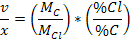 v/x = (M_C/M_Cl) * (%Cl/%C)